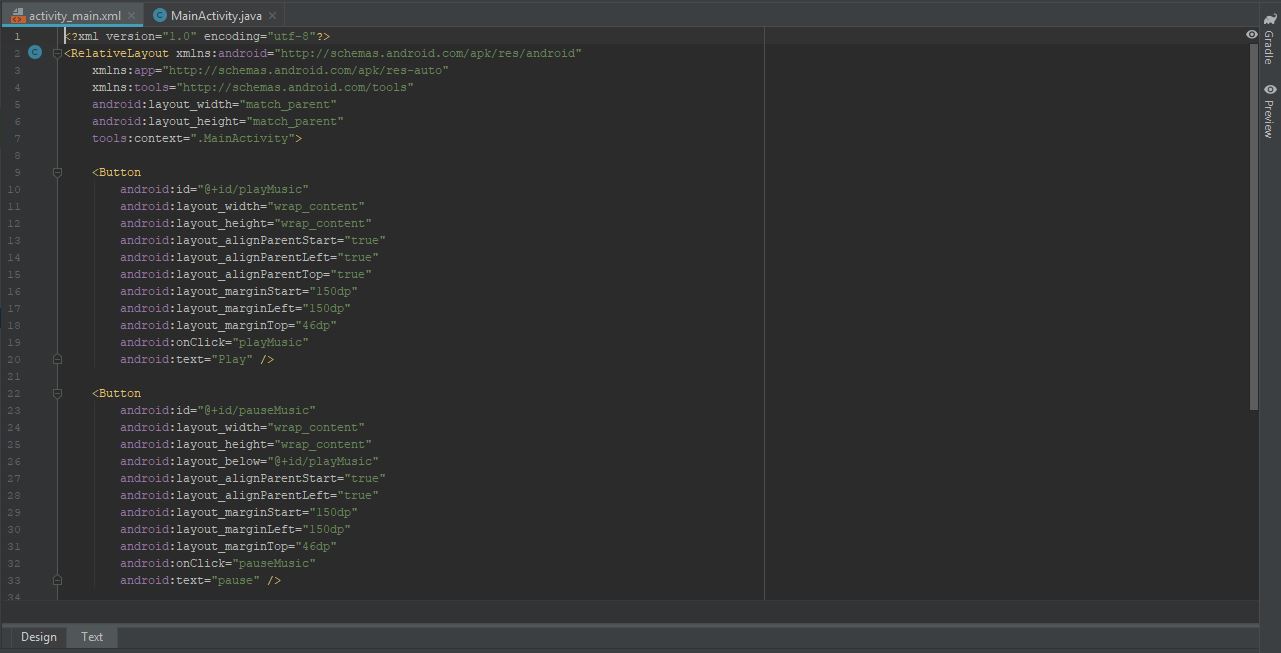 activity_main.xml
MainActivity.java
1 <?xml version="1.0" encoding="utf-8"?>
2 <RelativeLayout xmlns:android="http://schemas.android.com/apk/res/android"
3 xmlns:app="http://schemas.android.com/apk/res-auto"
4 xmlns:tools="http://schemas.android.com/tools"
5 android:layout_width="match_parent"
6 android:layout_height="match_parent"
7 tools:context=".MainActivity">
8
9 <Button
10 android:id="@+id/playMusic"
11 android:layout_width="wrap_content"
12 android:layout_height="wrap_content"
13 android:layout_alignParentStart="true"
14 android:layout_alignParentLeft="true"
15 android:layout_alignParentTop="true"
16 android:layout_marginStart="150dp"
17 android:layout_marginLeft="150dp"
18 android:layout_marginTop="46dp"
19 android:onClick="playMusic"
20 android:text="Play" />
21
22 <Button
23 android:id="@+id/pauseMusic"
24 android:layout_width="wrap_content"
25 android:layout_height="wrap_content"
26 android:layout_below="@+id/playMusic"
27 android:layout_alignParentStart="true"
28 android:layout_alignParentLeft="true"
29 android:layout_marginStart="150dp"
30 android:layout_marginLeft="150dp"
31 android:layout_marginTop="46dp"
32 android:onClick="pauseMusic"
33 android:text="pause" />
34
Design
Text
Gradle
Preview